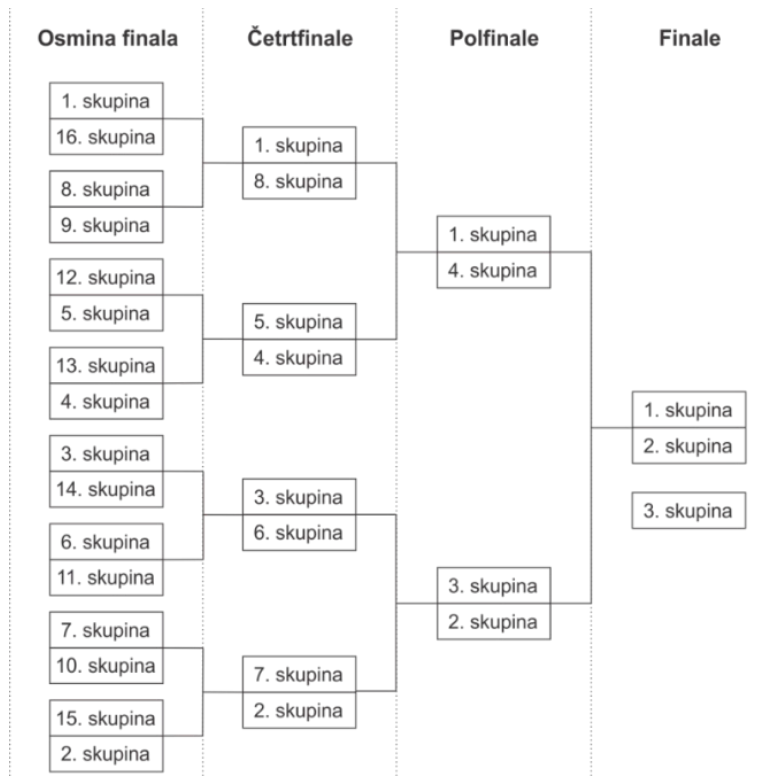 Osmina finala
Četrtfinale
Polfinale
Finale
1. skupina
16. skupina
8. skupina
9. skupina
12. skupina
5. skupina
13. skupina
4. skupina
3. skupina
14. skupina
6. skupina
11. skupina
7. skupina
10. skupina
15. skupina
2. skupina
1. skupina
8. skupina
5. skupina
4. skupina
3. skupina
6. skupina
7. skupina
2. skupina
1. skupina
4. skupina
3. skupina
2. skupina
1. skupina
2. skupina
3. skupina